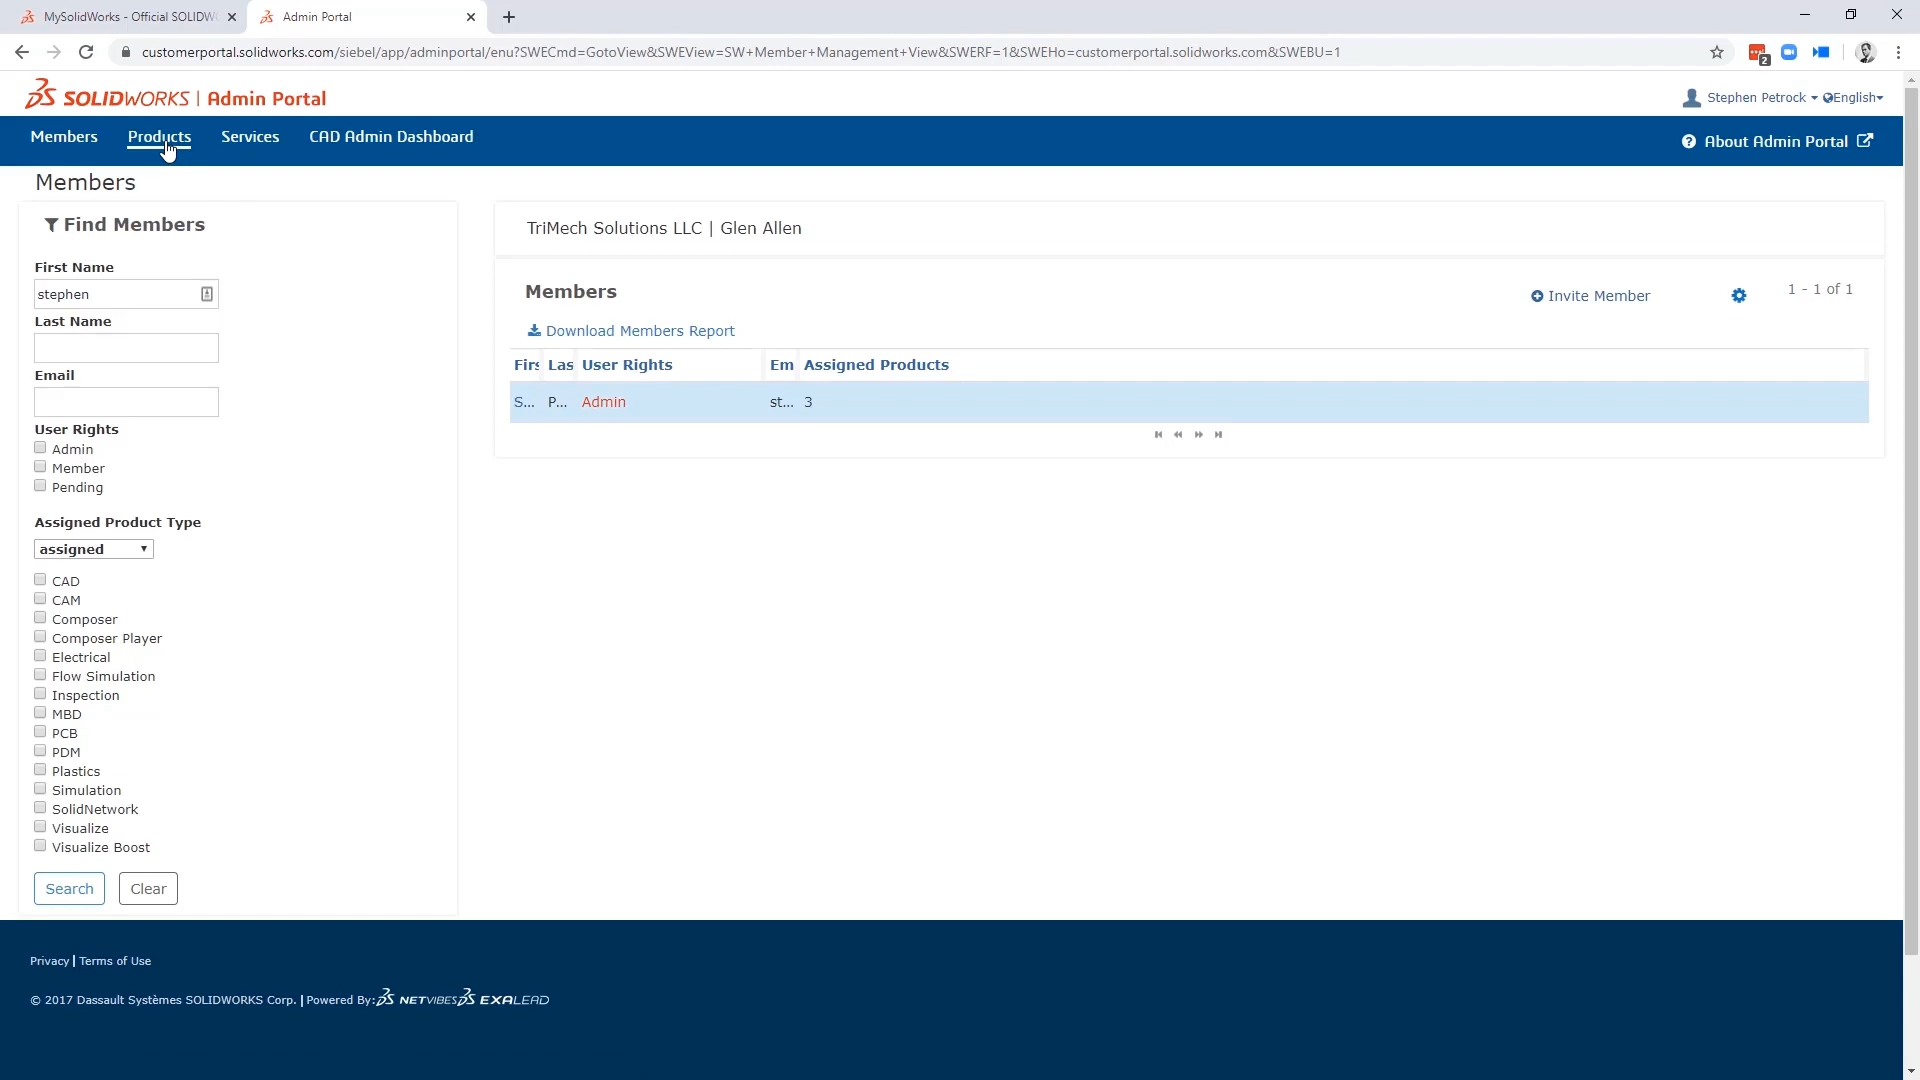 MySolidWorks - Official SOLIDW
Admin Portal
customerportal.solidworks.com/siebel/app/adminportal/enu?SWECmd=GotoView&SWEView=SW+Member+Management+View&SWERF=1&SWEHo=customerportal.solidworks.com&SWEBU=1
2
SOLIDWORKS | Admin Portal
Stephen Petrock
English
Members
Products
Services
CAD Admin Dashboard
About Admin Portal
Members
Find Members
First Name
stephen
Last Name
Email
User Rights
Admin
Member
Pending
Assigned Product Type
assigned
CAD
CAM
Composer
Composer Player
Electrical
Flow Simulation
Inspection
MBD
PCB
PDM
Plastics
Simulation
SolidNetwork
Visualize
Visualize Boost
Search
Clear
TriMech Solutions LLC | Glen Allen
Members
Invite Member
1 - 1 of 1
Download Members Report
Firs Las User Rights Em Assigned Products
S... P... Admin st... 3
Privacy | Terms of Use
© 2017 Dassault Systèmes SOLIDWORKS Corp. | Powered By: NETVIBES EXALEAD